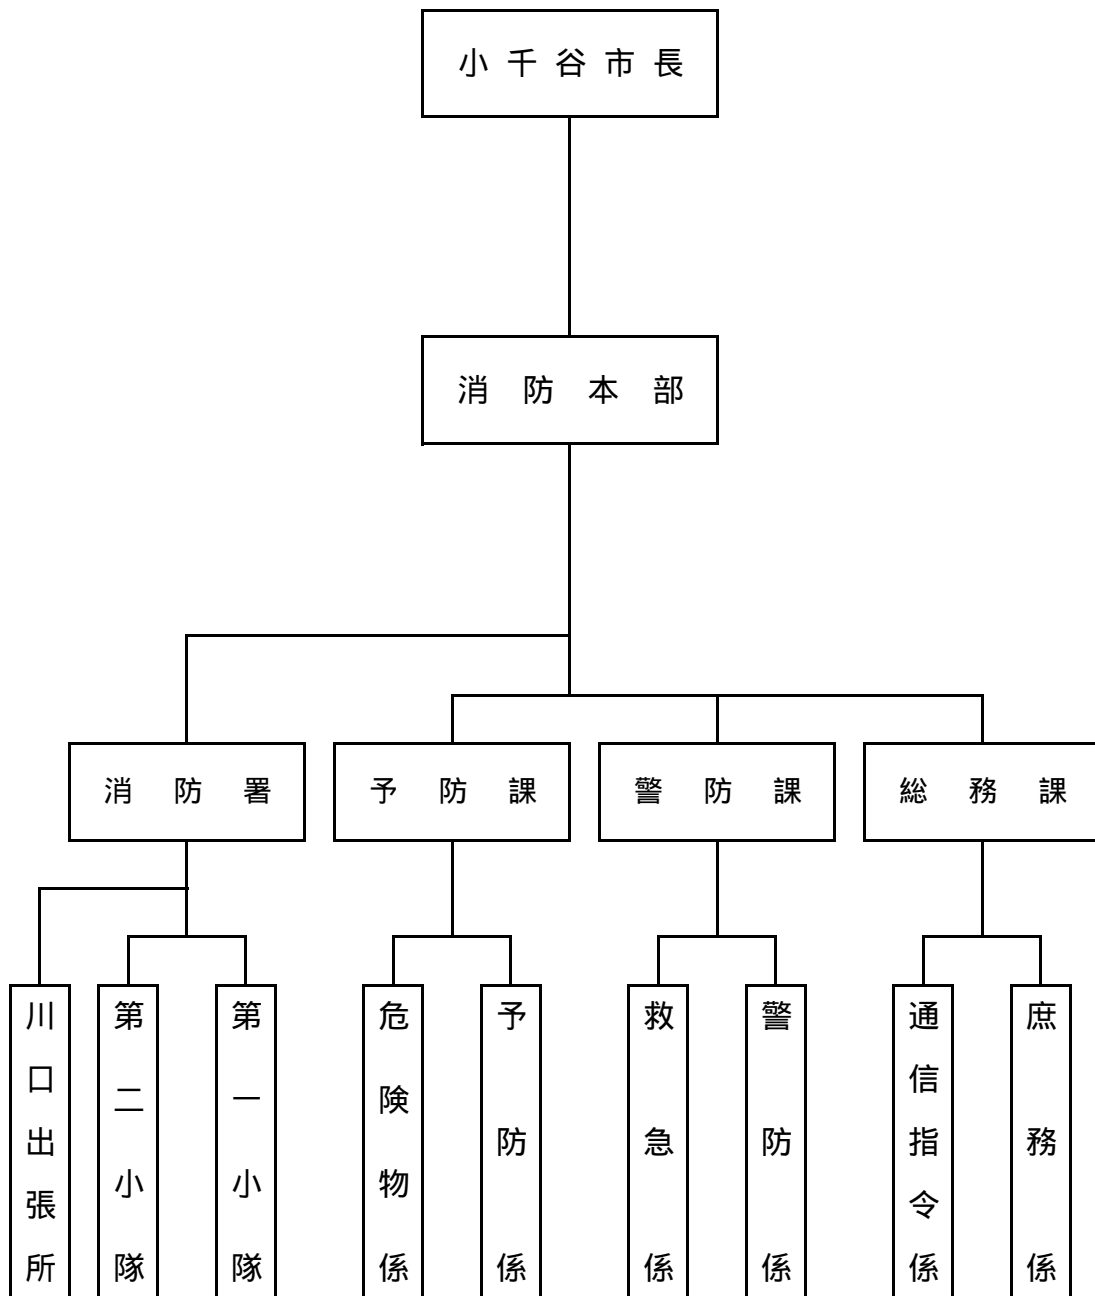 小千谷市長
消防本部
消防署
予防課
警防課
総務課
川口出張所
第二小隊
第一小隊
危険物係
予防係
救急係
警防係
通信指令係
庶務係